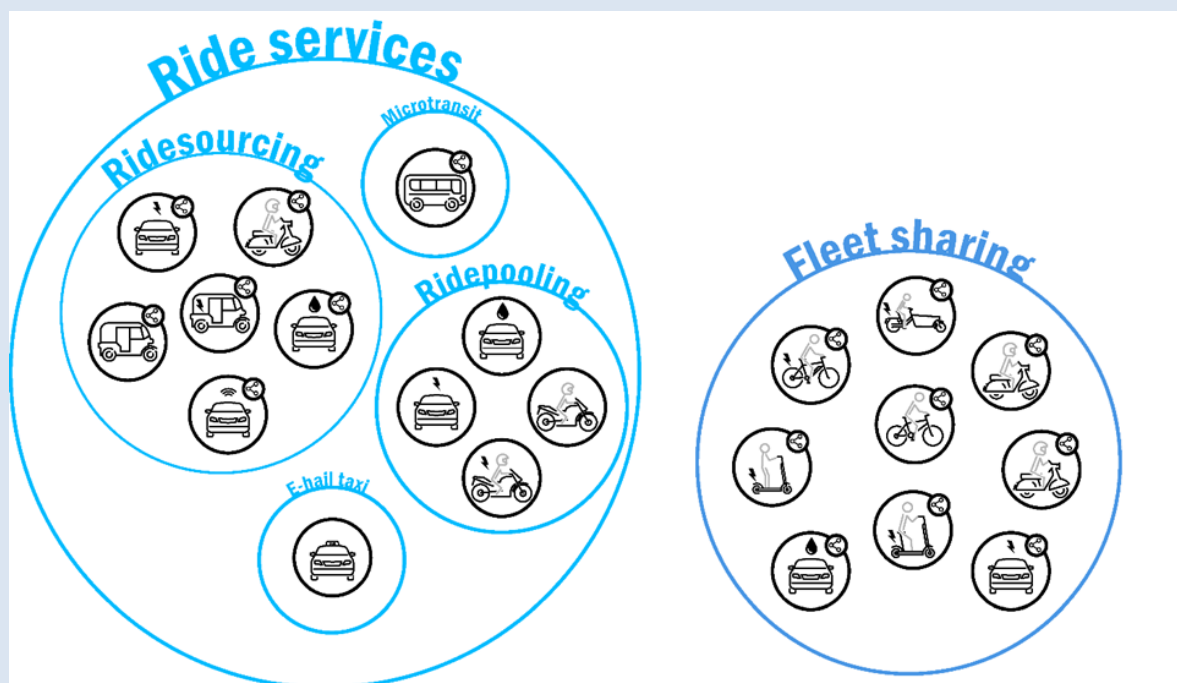 Ride services
Microtransit
Ridesourcing
Ridepooling
E-hail taxi
Fleet sharing